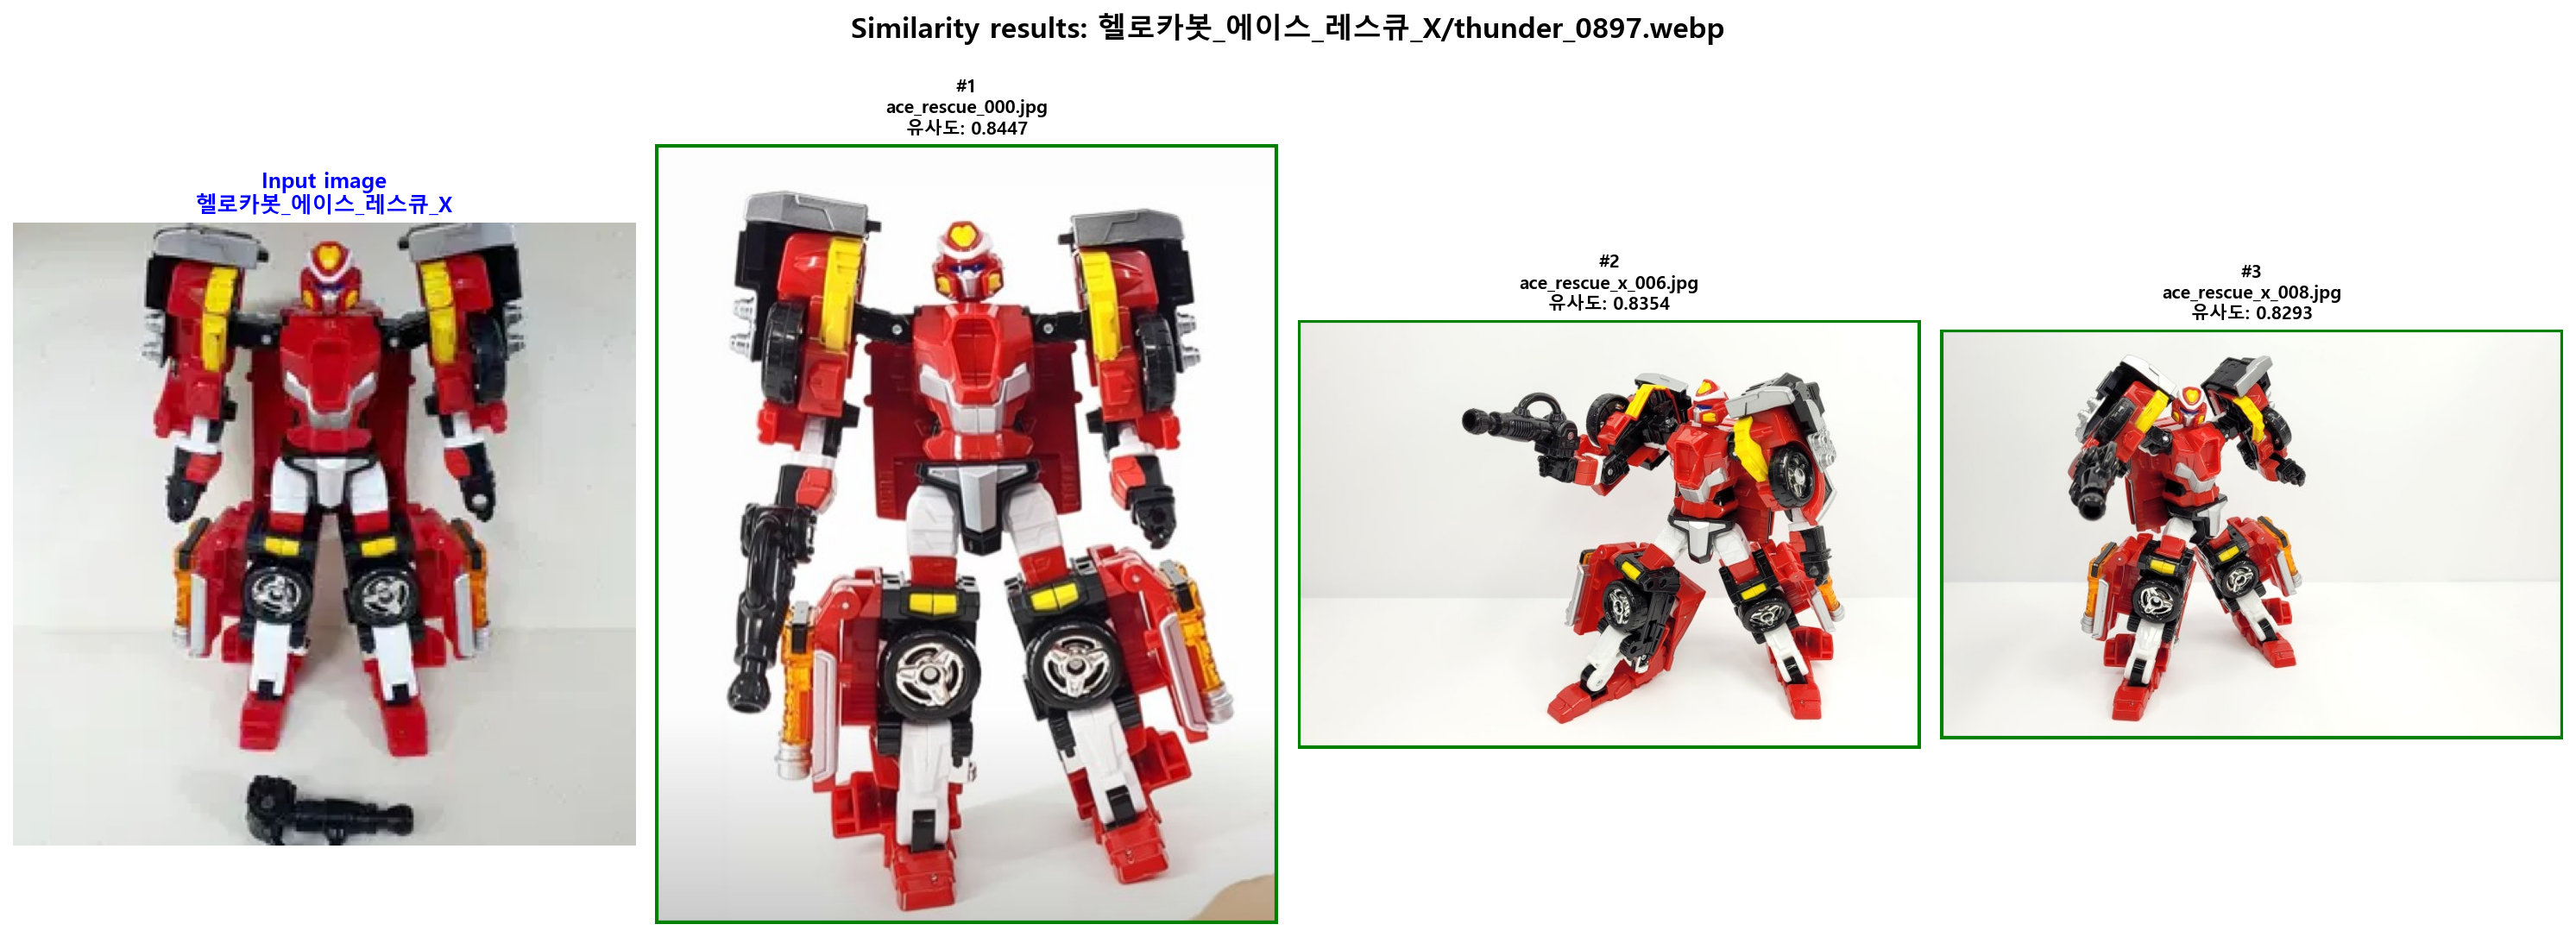 Similarity results: 헬로카봇_에이스_레스큐_X/thunder_0897.webp
Input image
헬로카봇_에이스_레스큐_X
#1
ace_rescue_000.jpg
유사도: 0.8447
#2
ace_rescue_x_006.jpg
유사도: 0.8354
#3
ace_rescue_x_008.jpg
유사도: 0.8293